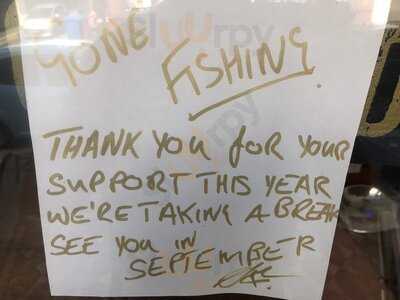 GONE
FISHING.
THANK YOU FOR YOUR
SUPPORT THIS YEAR
WE'RE TAKING A BREAK
SEE YOU IN
SEPTEMBER